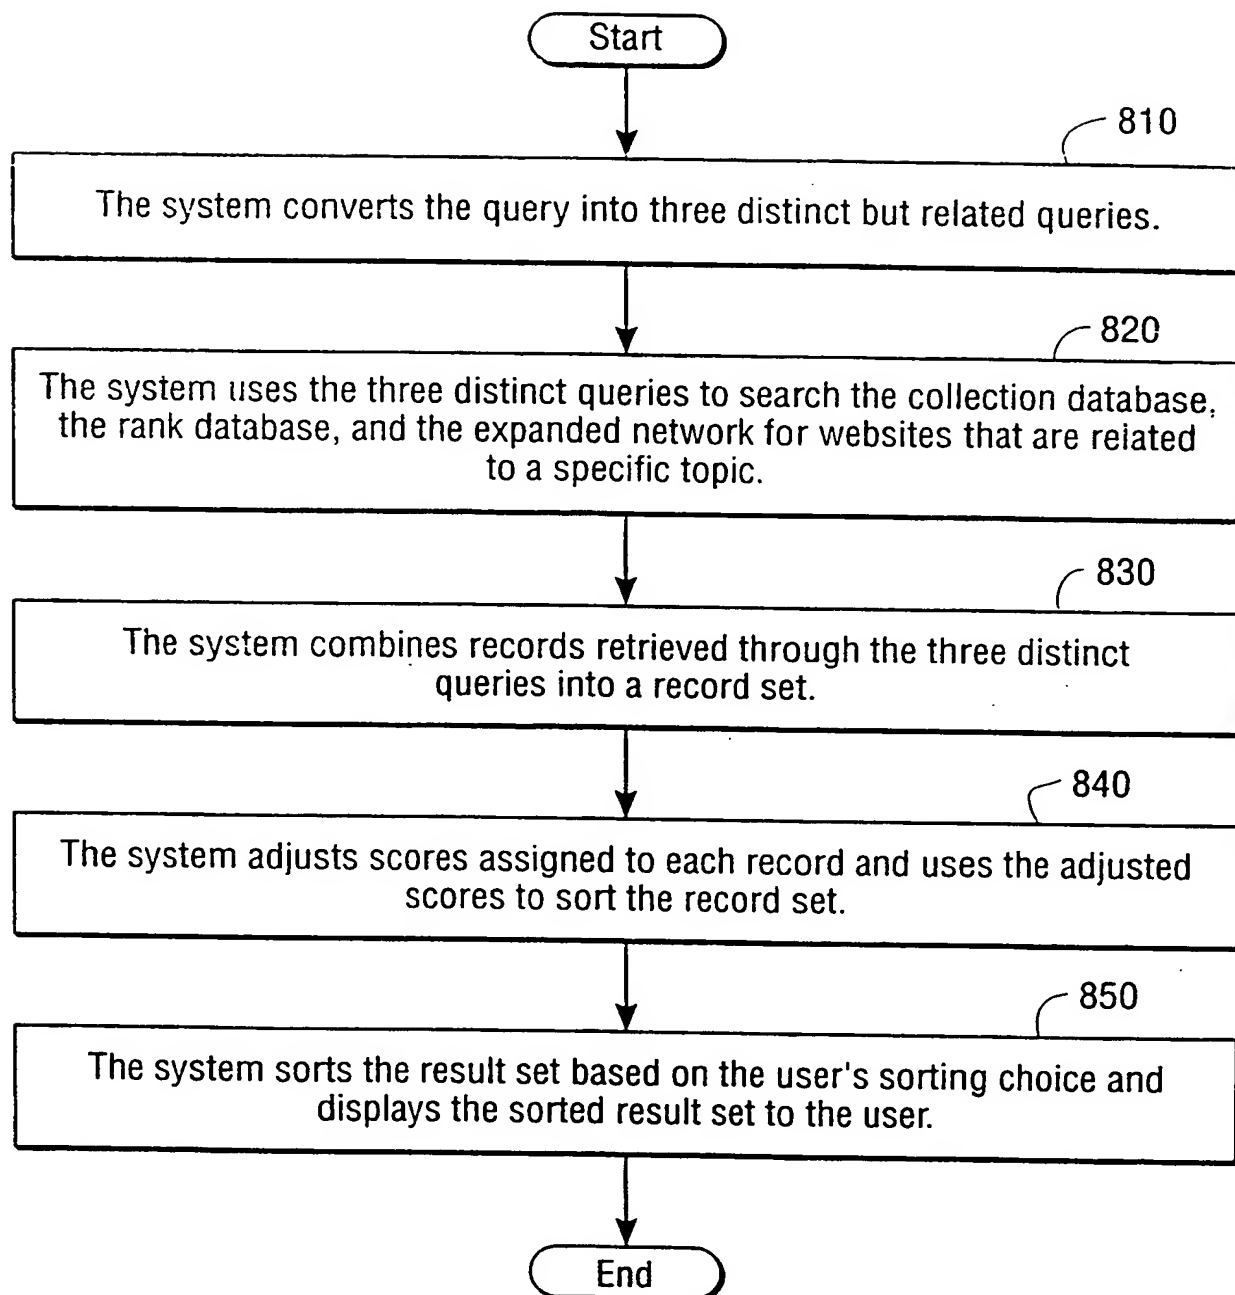 Start
810
The system converts the query into three distinct but related queries.
820
The system uses the three distinct queries to search the collection database,
the rank database, and the expanded network for websites that are related
to a specific topic.
830
The system combines records retrieved through the three distinct
queries into a record set.
840
The system adjusts scores assigned to each record and uses the adjusted
scores to sort the record set.
850
The system sorts the result set based on the user's sorting choice and
displays the sorted result set to the user.
End